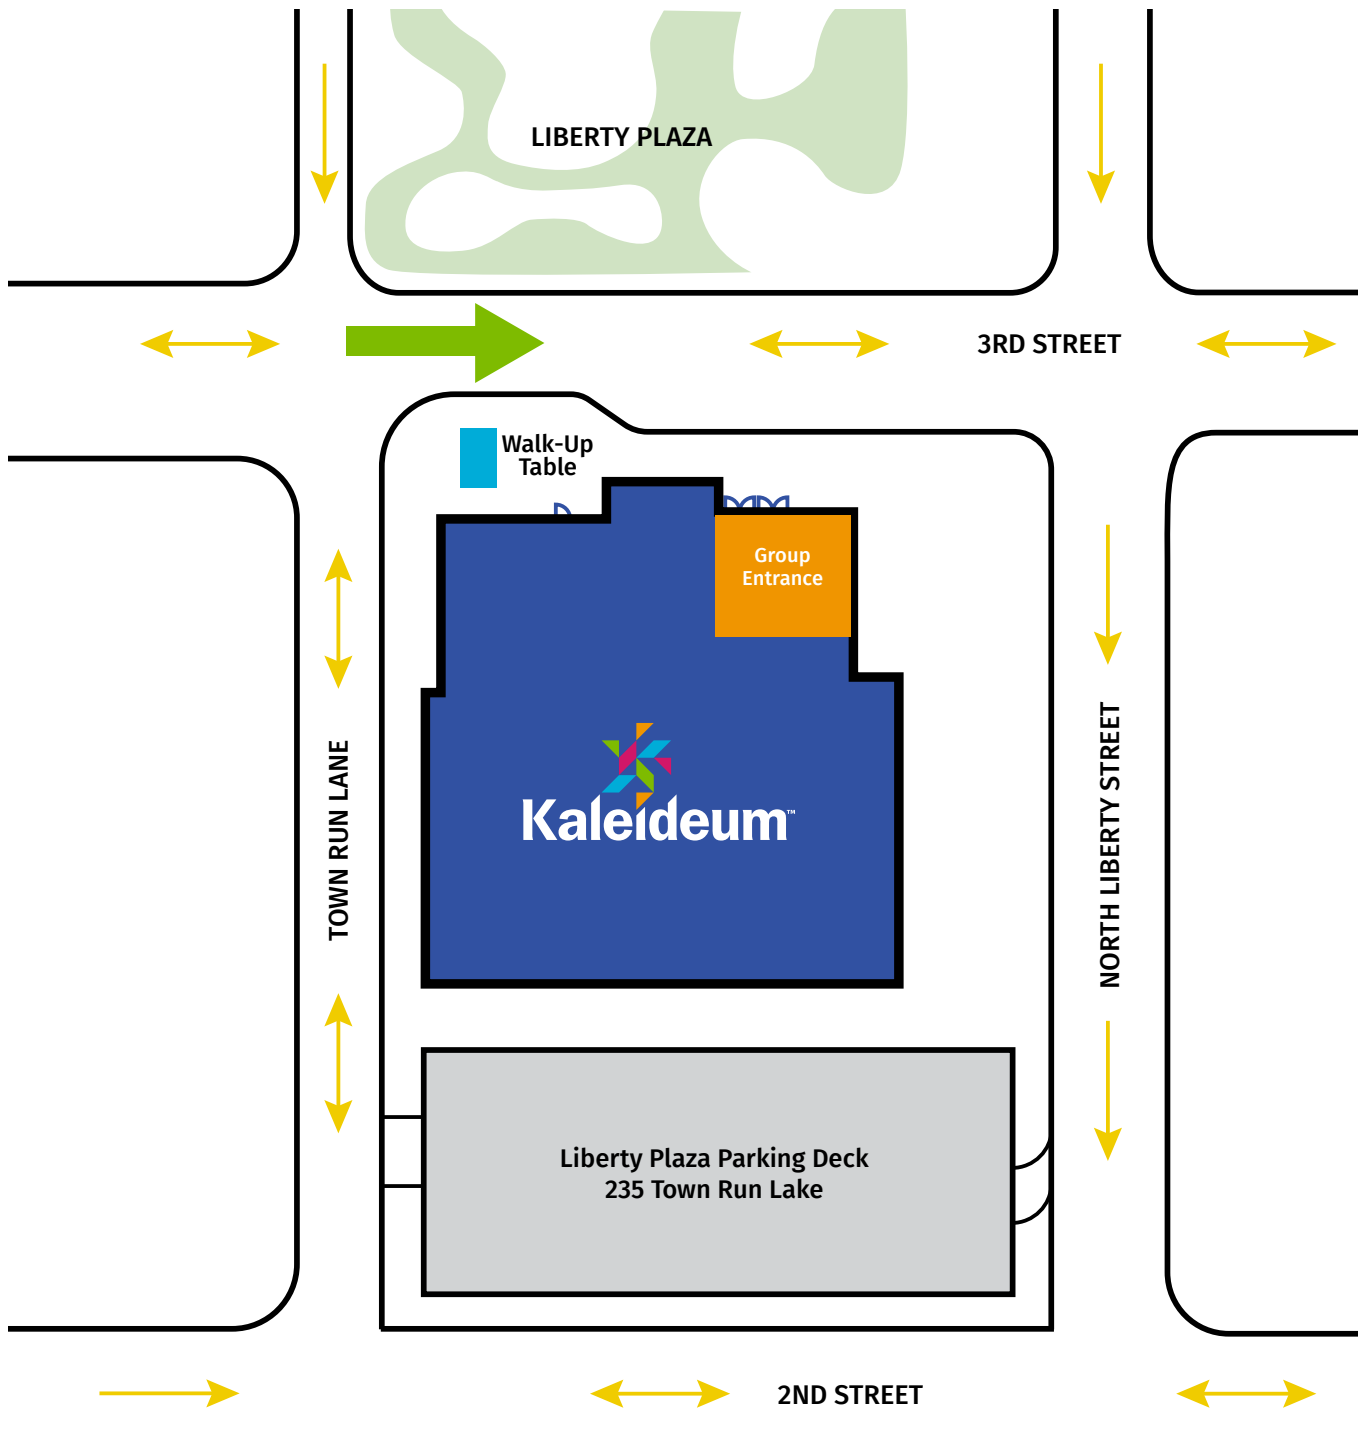 LIBERTY PLAZA
3RD STREET
Walk-Up
Table
Group
Entrance
TOWN RUN LANE
NORTH LIBERTY STREET
Kaleideum™
Liberty Plaza Parking Deck
235 Town Run Lake
2ND STREET